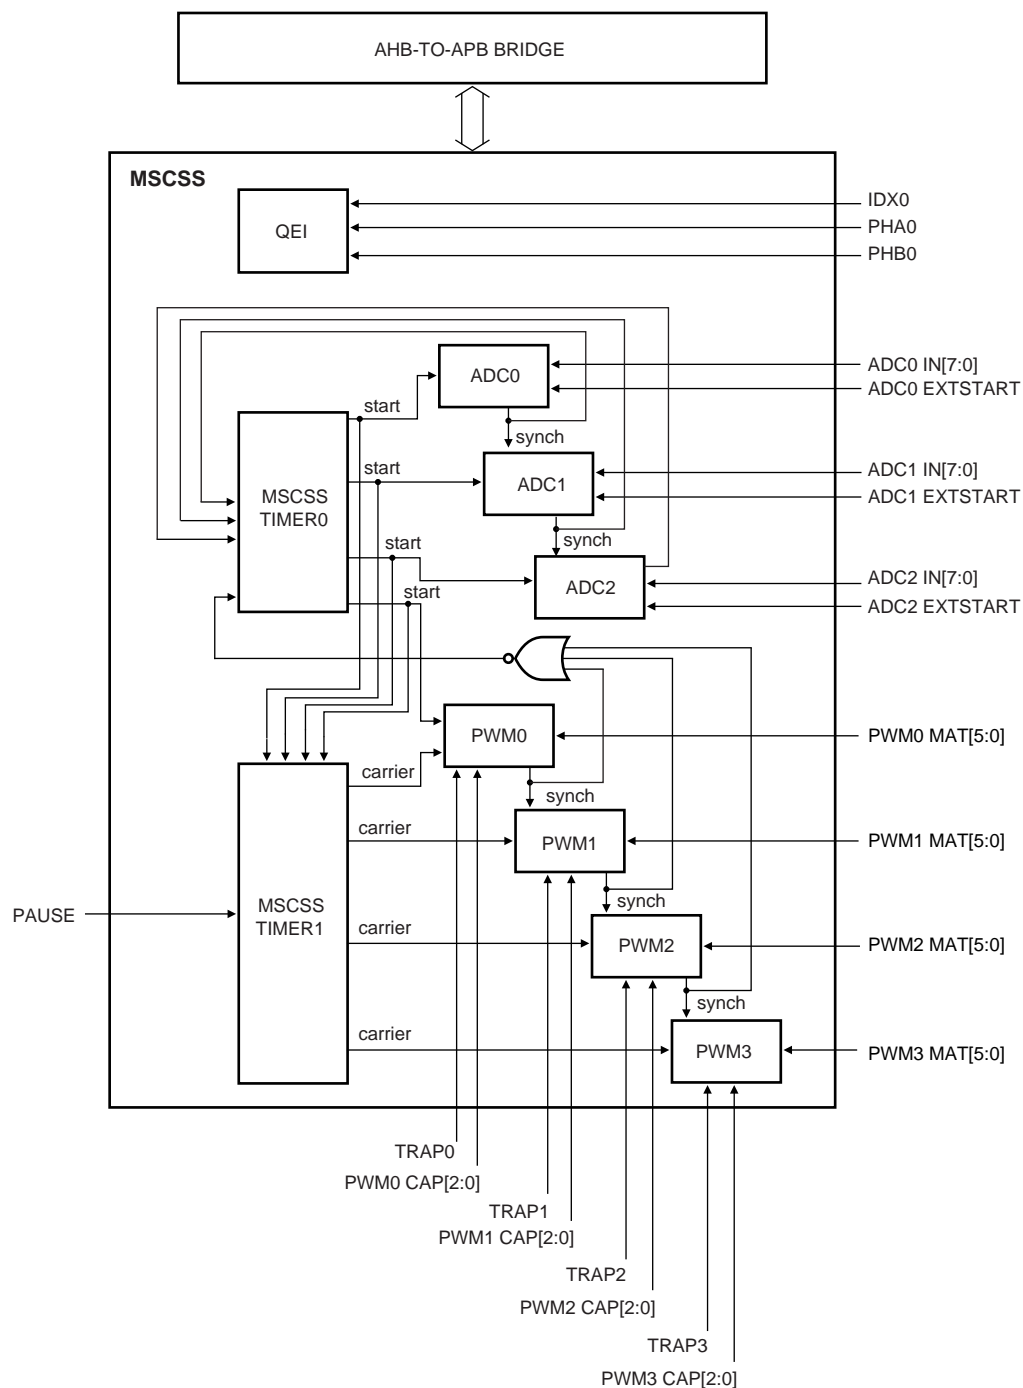 AHB-TO-APB BRIDGE
MSCSS
QEI
IDX0
PHA0
PHB0
ADC0
ADC0 IN[7:0]
ADC0 EXTSTART
start
synch
ADC1
ADC1 IN[7:0]
ADC1 EXTSTART
start
MSCSS
TIMER0
synch
start
ADC2
ADC2 IN[7:0]
ADC2 EXTSTART
start
PWM0
PWM0 MAT[5:0]
carrier
synch
carrier
PWM1
PWM1 MAT[5:0]
MSCSS
TIMER1
PAUSE
synch
carrier
PWM2
PWM2 MAT[5:0]
synch
carrier
PWM3
PWM3 MAT[5:0]
TRAP0
PWM0 CAP[2:0]
TRAP1
PWM1 CAP[2:0]
TRAP2
PWM2 CAP[2:0]
TRAP3
PWM3 CAP[2:0]